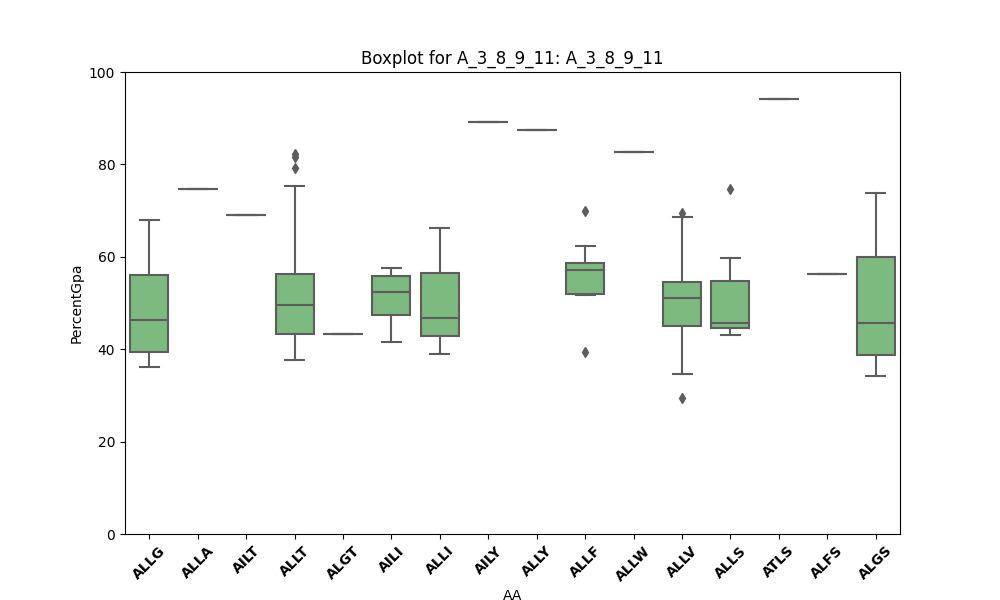 Boxplot for A_3_8_9_11: A_3_8_9_11
100
80
60
40
20
0
PercentGpa
ALLG ALLA AILT ALLT ALGT AILI ALLI AILY ALLY ALLF ALLW ALLV ALLS ATLS ALFS ALGS
AA